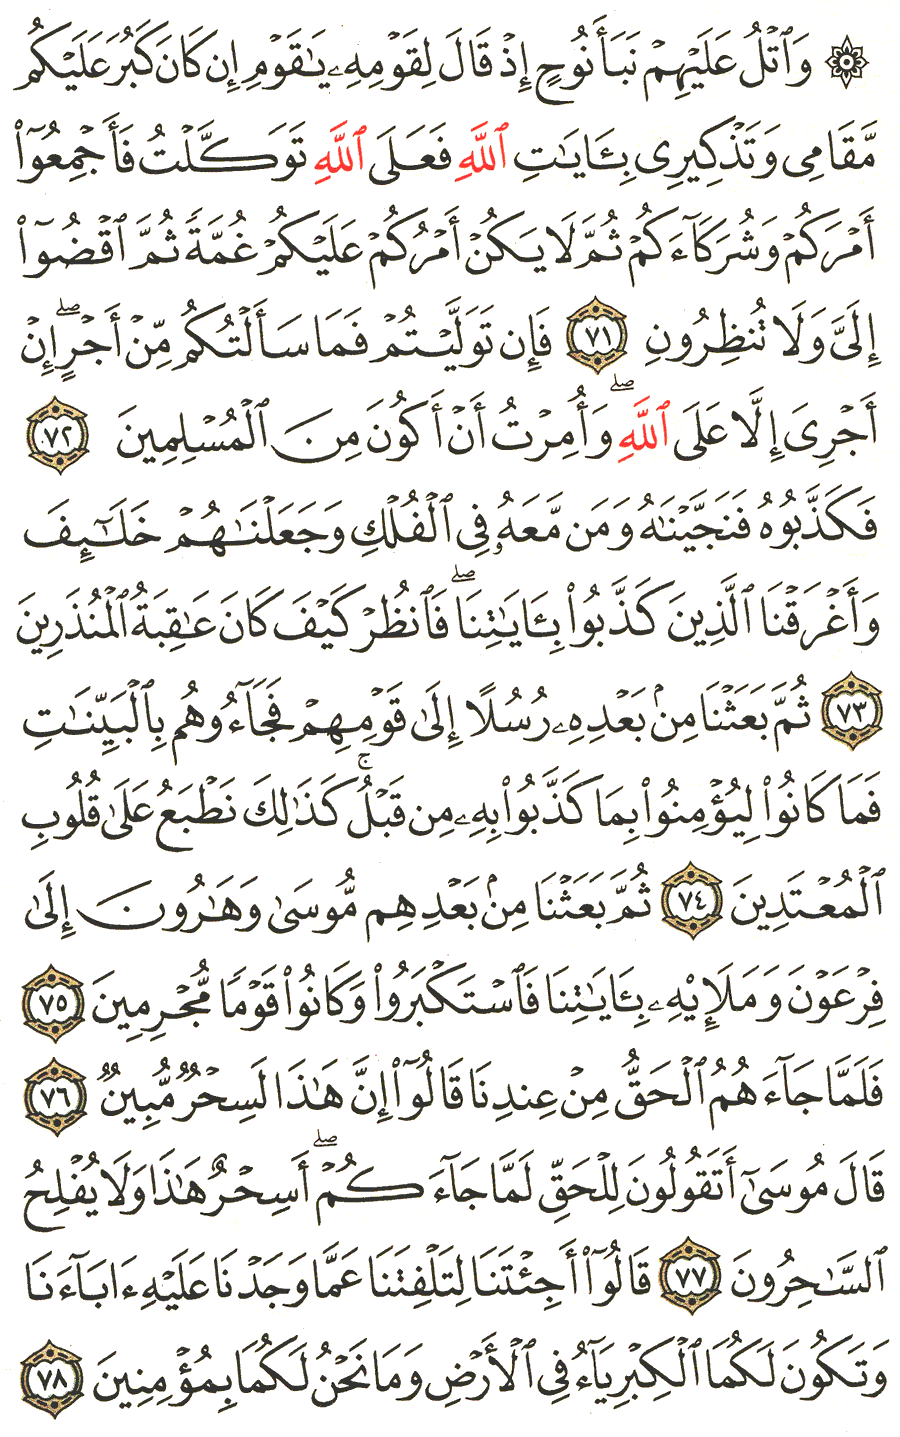 ۞ وَٱتْلُ عَلَيْهِمْ نَبَأَ نُوحٍ إِذْ قَالَ لِقَوْمِهِۦ يَٰقَوْمِ إِن كَانَ كَبُرَ عَلَيْكُم
مَّقَامِى وَتَذْكِيرِى بِـَٔايَٰتِ ٱللَّهِ فَعَلَى ٱللَّهِ تَوَكَّلْتُ فَأَجْمِعُوٓا۟
أَمْرَكُمْ وَشُرَكَآءَكُمْ ثُمَّ لَا يَكُنْ أَمْرُكُمْ عَلَيْكُمْ غُمَّةً ثُمَّ ٱقْضُوٓا۟
إِلَىَّ وَلَا تُنظِرُونِ ٧١ فَإِن تَوَلَّيْتُمْ فَمَا سَأَلْتُكُم مِّنْ أَجْرٍ ۖ إِنْ
أَجْرِىَ إِلَّا عَلَى ٱللَّهِ ۖ وَأُمِرْتُ أَنْ أَكُونَ مِنَ ٱلْمُسْلِمِينَ ٧٢
فَكَذَّبُوهُ فَنَجَّيْنَٰهُ وَمَن مَّعَهُۥ فِى ٱلْفُلْكِ وَجَعَلْنَٰهُمْ خَلَٰٓئِفَ
وَأَغْرَقْنَا ٱلَّذِينَ كَذَّبُوا۟ بِـَٔايَٰتِنَا ۖ فَٱنظُرْ كَيْفَ كَانَ عَٰقِبَةُ ٱلْمُنذَرِينَ
٧٣ ثُمَّ بَعَثْنَا مِنۢ بَعْدِهِۦ رُسُلًا إِلَىٰ قَوْمِهِمْ فَجَآءُوهُم بِٱلْبَيِّنَٰتِ
فَمَا كَانُوا۟ لِيُؤْمِنُوا۟ بِمَا كَذَّبُوا۟ بِهِۦ مِن قَبْلُ ۚ كَذَٰلِكَ نَطْبَعُ عَلَىٰ قُلُوبِ
ٱلْمُعْتَدِينَ ٧٤ ثُمَّ بَعَثْنَا مِنۢ بَعْدِهِم مُّوسَىٰ وَهَٰرُونَ إِلَىٰ
فِرْعَوْنَ وَمَلَإِي۟هِۦ بِـَٔايَٰتِنَا فَٱسْتَكْبَرُوا۟ وَكَانُوا۟ قَوْمًا مُّجْرِمِينَ ٧٥
فَلَمَّا جَآءَهُمُ ٱلْحَقُّ مِنْ عِندِنَا قَالُوٓا۟ إِنَّ هَٰذَا لَسِحْرٌ مُّبِينٌ ٧٦
قَالَ مُوسَىٰٓ أَتَقُولُونَ لِلْحَقِّ لَمَّا جَآءَكُمْ ۖ أَسِحْرٌ هَٰذَا وَلَا يُفْلِحُ
ٱلسَّٰحِرُونَ ٧٧ قَالُوٓا۟ أَجِئْتَنَا لِتَلْفِتَنَا عَمَّا وَجَدْنَا عَلَيْهِ ءَابَآءَنَا
وَتَكُونَ لَكُمَا ٱلْكِبْرِيَآءُ فِى ٱلْأَرْضِ وَمَا نَحْنُ لَكُمَا بِمُؤْمِنِينَ ٧٨